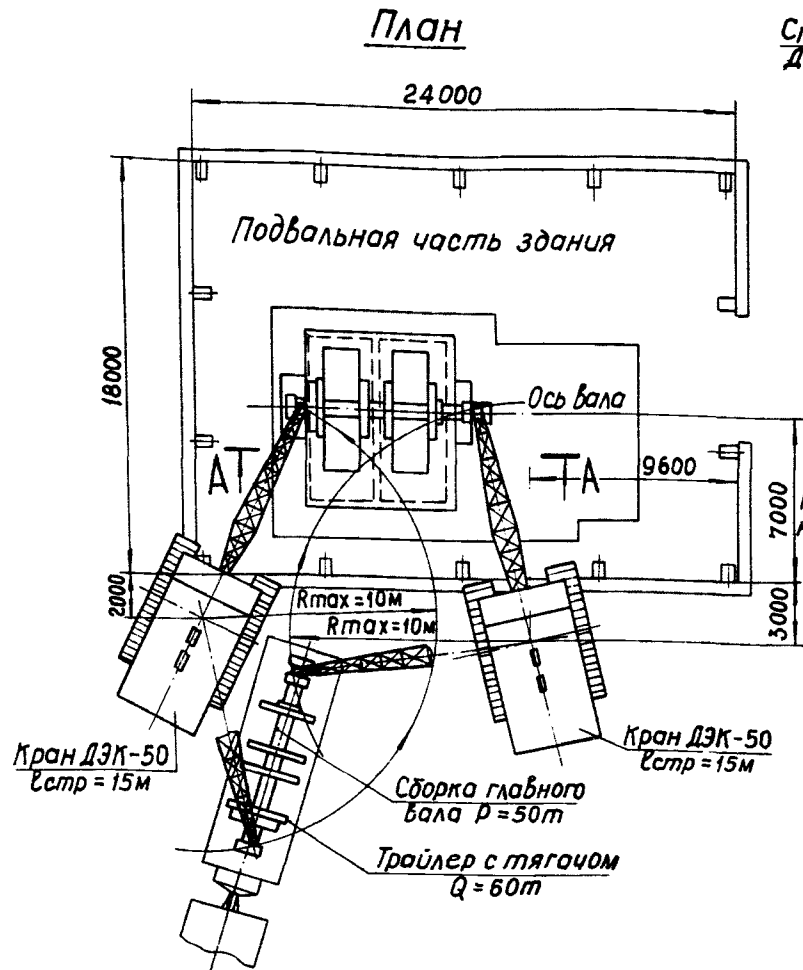 План
24000
Подвальная часть здания
18000
Ось вала
А
А
9600
7000
2000
Rmax=10м
Rmax=10м
3000
Кран ДЭК-50
ℓстр=15м
Кран ДЭК-50
ℓстр=15м
Сборка главного
вала P=50т
Трайлер с тягачом
Q=60т